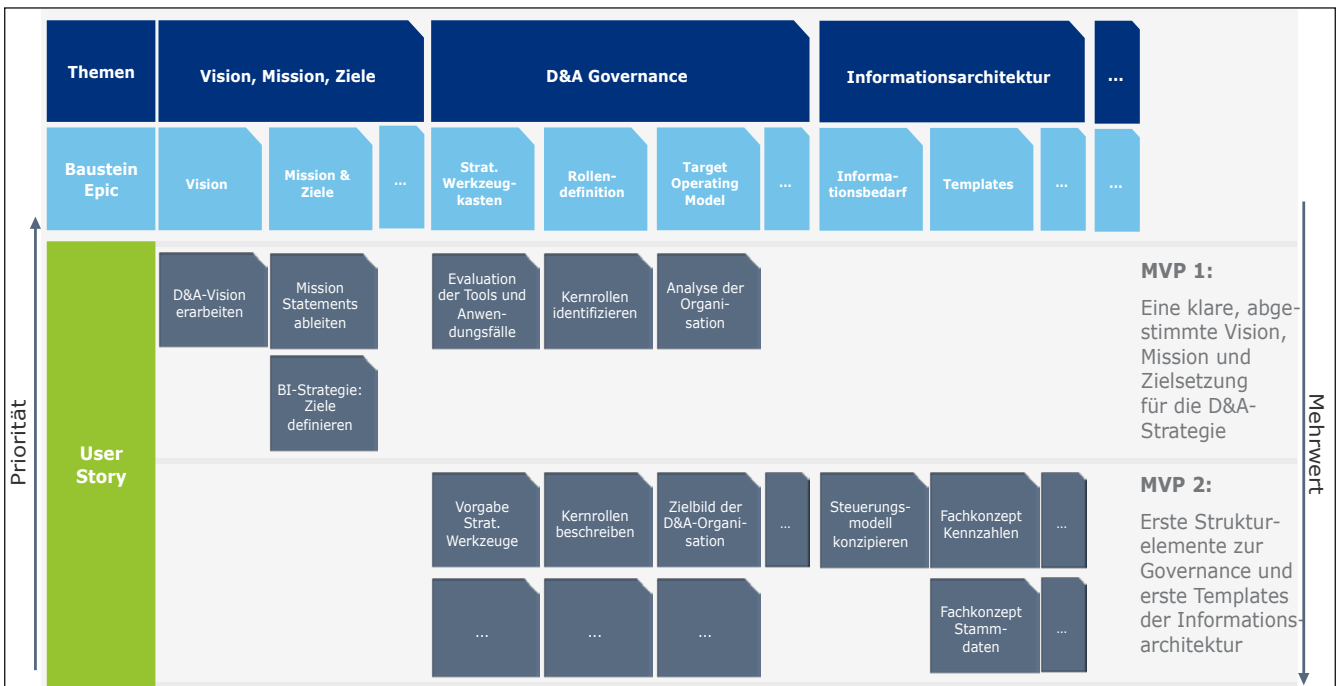 Themen
Vision, Mission, Ziele
D&A Governance
Informationsarchitektur
...
Baustein
Epic
Vision
Mission &
Ziele
...
Strat.
Werkzeug-
kasten
Rollen-
definition
Target
Operating
Model
...
Informa-
tionsbedarf
Templates
...
...
Priorität
User
Story
D&A-Vision
erarbeiten
Mission
Statements
ableiten
Evaluation
der Tools und
Anwen-
dungsfälle
Kernrollen
identifizieren
Analyse der
Organi-
sation
BI-Strategie:
Ziele
definieren
MVP 1:
Eine klare, abge-
stimmte Vision,
Mission und
Zielsetzung
für die D&A-
Strategie
Vorgabe
Strat.
Werkzeuge
Kernrollen
beschreiben
Zielbild der
D&A-Organi-
sation
...
Steuerungs-
modell
konzipieren
Fachkonzept
Kennzahlen
...
...
...
...
Fachkonzept
Stamm-
daten
...
MVP 2:
Erste Struktur-
elemente zur
Governance und
erste Templates
der Informations-
architektur
Mehrwert